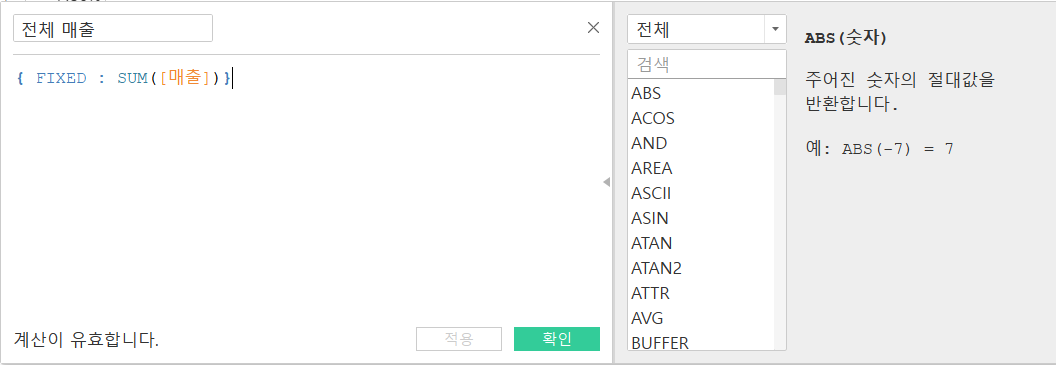 전체 매출
{ FIXED : SUM([매출])}
계산이 유효합니다.
적용
확인
전체
검색
ABS
ACOS
AND
AREA
ASCII
ASIN
ATAN
ATAN2
ATTR
AVG
BUFFER
ABS(숫자)
주어진 숫자의 절대값을
반환합니다.
예: ABS(-7) = 7